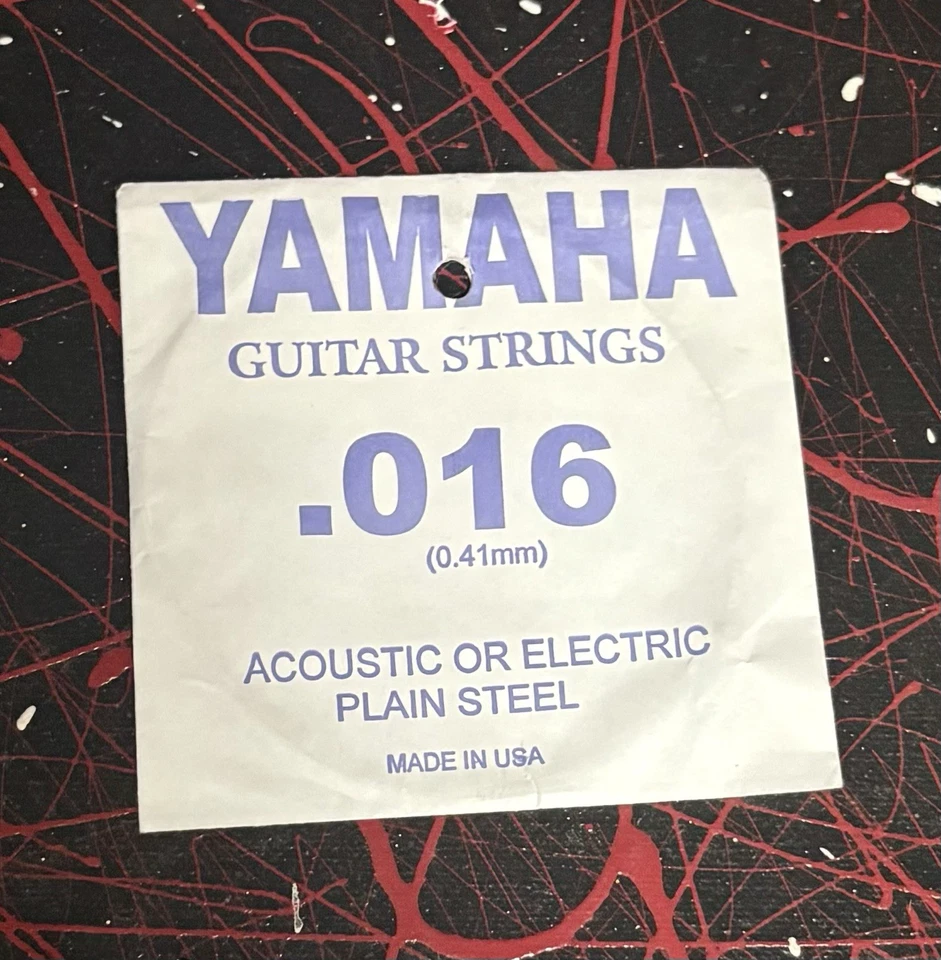 YAMAHA
GUITAR STRINGS
.016
(0.41mm)
ACOUSTIC OR ELECTRIC
PLAIN STEEL
MADE IN USA